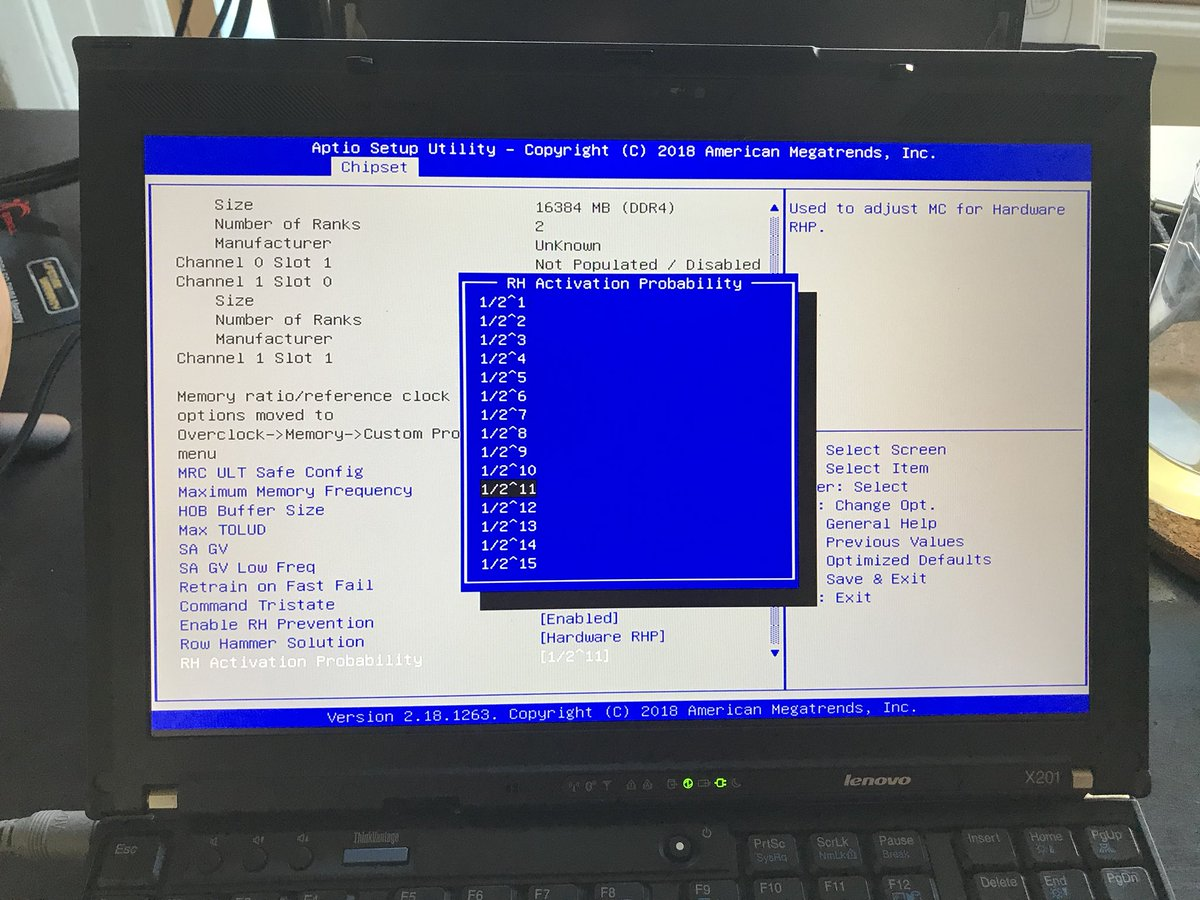 Aptio Setup Utility - Copyright (C) 2018 American Megatrends, Inc.
Chipset
Size 16384 MB (DDR4)
Number of Ranks 2
Manufacturer UnKnown
Channel 0 Slot 1 Not Populated / Disabled
Channel 1 Slot 0
Size
Number of Ranks
Manufacturer
Channel 1 Slot 1
Memory ratio/reference clock
options moved to
Overclock->Memory->Custom Pro
menu
MRC ULT Safe Config
Maximum Memory Frequency
HOB Buffer Size
Max TOLUD
SA GV
SA GV Low Freq
Retrain on Fast Fail
Command Tristate
Enable RH Prevention [Enabled]
Row Hammer Solution [Hardware RHP]
RH Activation Probability [1/2^11]
RH Activation Probability
1/2^1
1/2^2
1/2^3
1/2^4
1/2^5
1/2^6
1/2^7
1/2^8
1/2^9
1/2^10
1/2^11
1/2^12
1/2^13
1/2^14
1/2^15
Used to adjust MC for Hardware
RHP.
Select Screen
Select Item
er: Select
: Change Opt.
General Help
Previous Values
Optimized Defaults
Save & Exit
: Exit
Version 2.18.1263. Copyright (C) 2018 American Megatrends, Inc.
lenovo X201
ThinkVantage
Esc
PrtSc
SysRq
ScrLk
NmLk
Pause
Break
Insert
Home
PgUp
F5
F6
F7
F8
F9
F10
F11
F12
Delete
End
PgDn